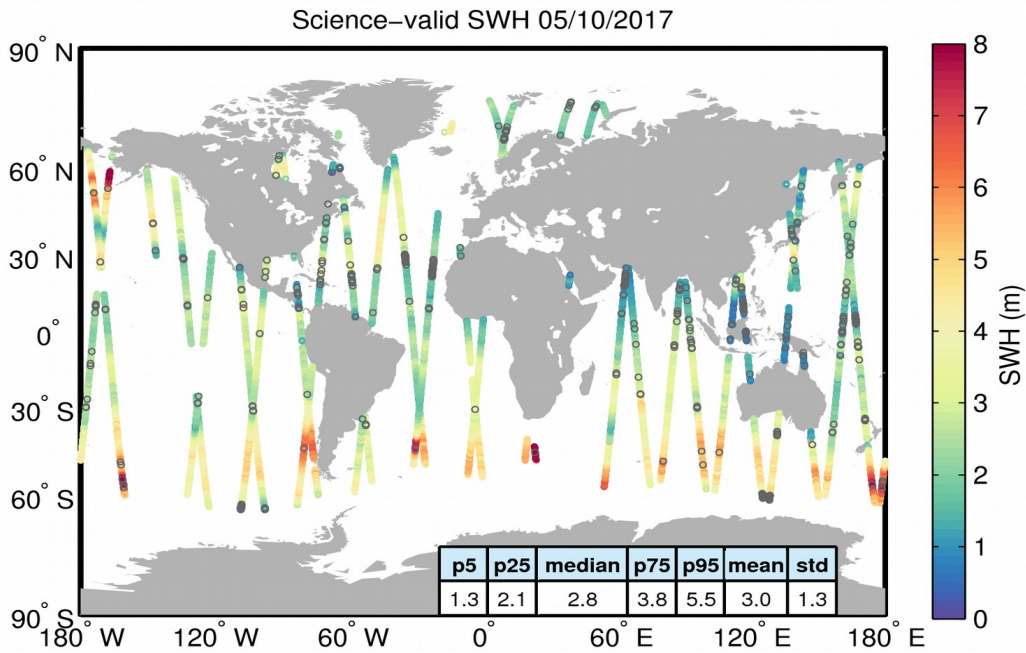 Science–valid SWH 05/10/2017
90° N
60° N
30° N
0°
30° S
60° S
90° S
180° W
120° W
60° W
0°
60° E
120° E
180° E
p5 p25 median p75 p95 mean std
1.3 2.1 2.8 3.8 5.5 3.0 1.3
8
7
6
5
4
3
2
1
0
SWH (m)